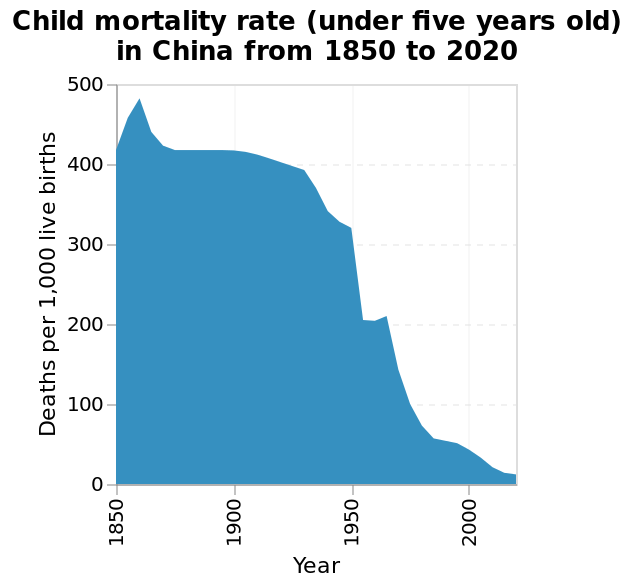 Child mortality rate (under five years old)
in China from 1850 to 2020
500
400
300
200
100
0
Deaths per 1,000 live births
1850
1900
1950
2000
Year